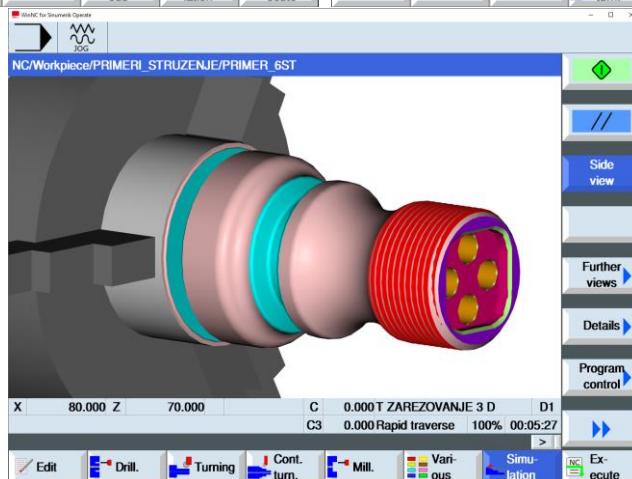 WinNC for Sinumerik Operate
JOG
NC/Workpiece/PRIMERI_STRUZENJE/PRIMER_6ST
//
Side
view
Further
views
Details
Program
control
X 80.000 Z 70.000 C 0.000 T ZAREZOVANJE 3 D D1
C3 0.000 Rapid traverse 100% 00:05:27
>
Edit
Drill.
Turning
Cont.
turn.
Mill.
Vari-
ous
Simu-
lation
NC
Ex-
ecute